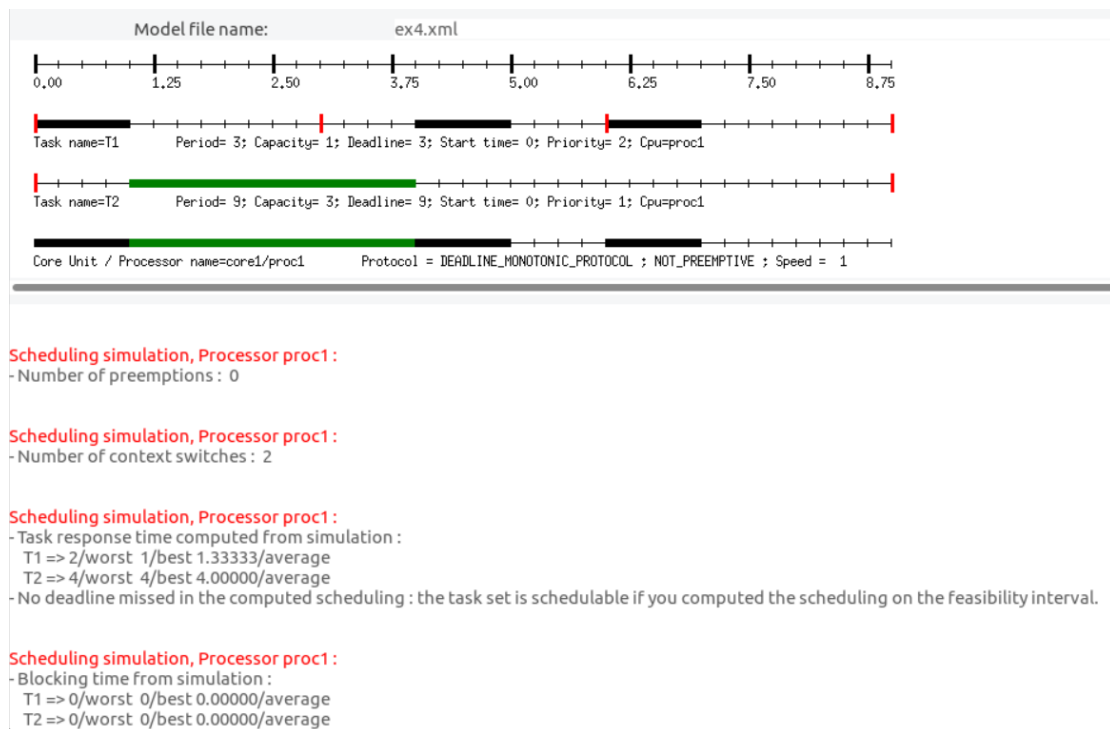 Model file name: ex4.xml
0.00 1.25 2.50 3.75 5.00 6.25 7.50 8.75
Task name=T1 Period= 3; Capacity= 1; Deadline= 3; Start time= 0; Priority= 2; Cpu=proc1
Task name=T2 Period= 9; Capacity= 3; Deadline= 9; Start time= 0; Priority= 1; Cpu=proc1
Core Unit / Processor name=core1/proc1 Protocol = DEADLINE_MONOTONIC_PROTOCOL ; NOT_PREEMPTIVE ; Speed = 1
Scheduling simulation, Processor proc1 :
- Number of preemptions : 0
Scheduling simulation, Processor proc1 :
- Number of context switches : 2
Scheduling simulation, Processor proc1 :
- Task response time computed from simulation :
T1 => 2/worst 1/best 1.33333/average
T2 => 4/worst 4/best 4.00000/average
- No deadline missed in the computed scheduling : the task set is schedulable if you computed the scheduling on the feasibility interval.
Scheduling simulation, Processor proc1 :
- Blocking time from simulation :
T1 => 0/worst 0/best 0.00000/average
T2 => 0/worst 0/best 0.00000/average